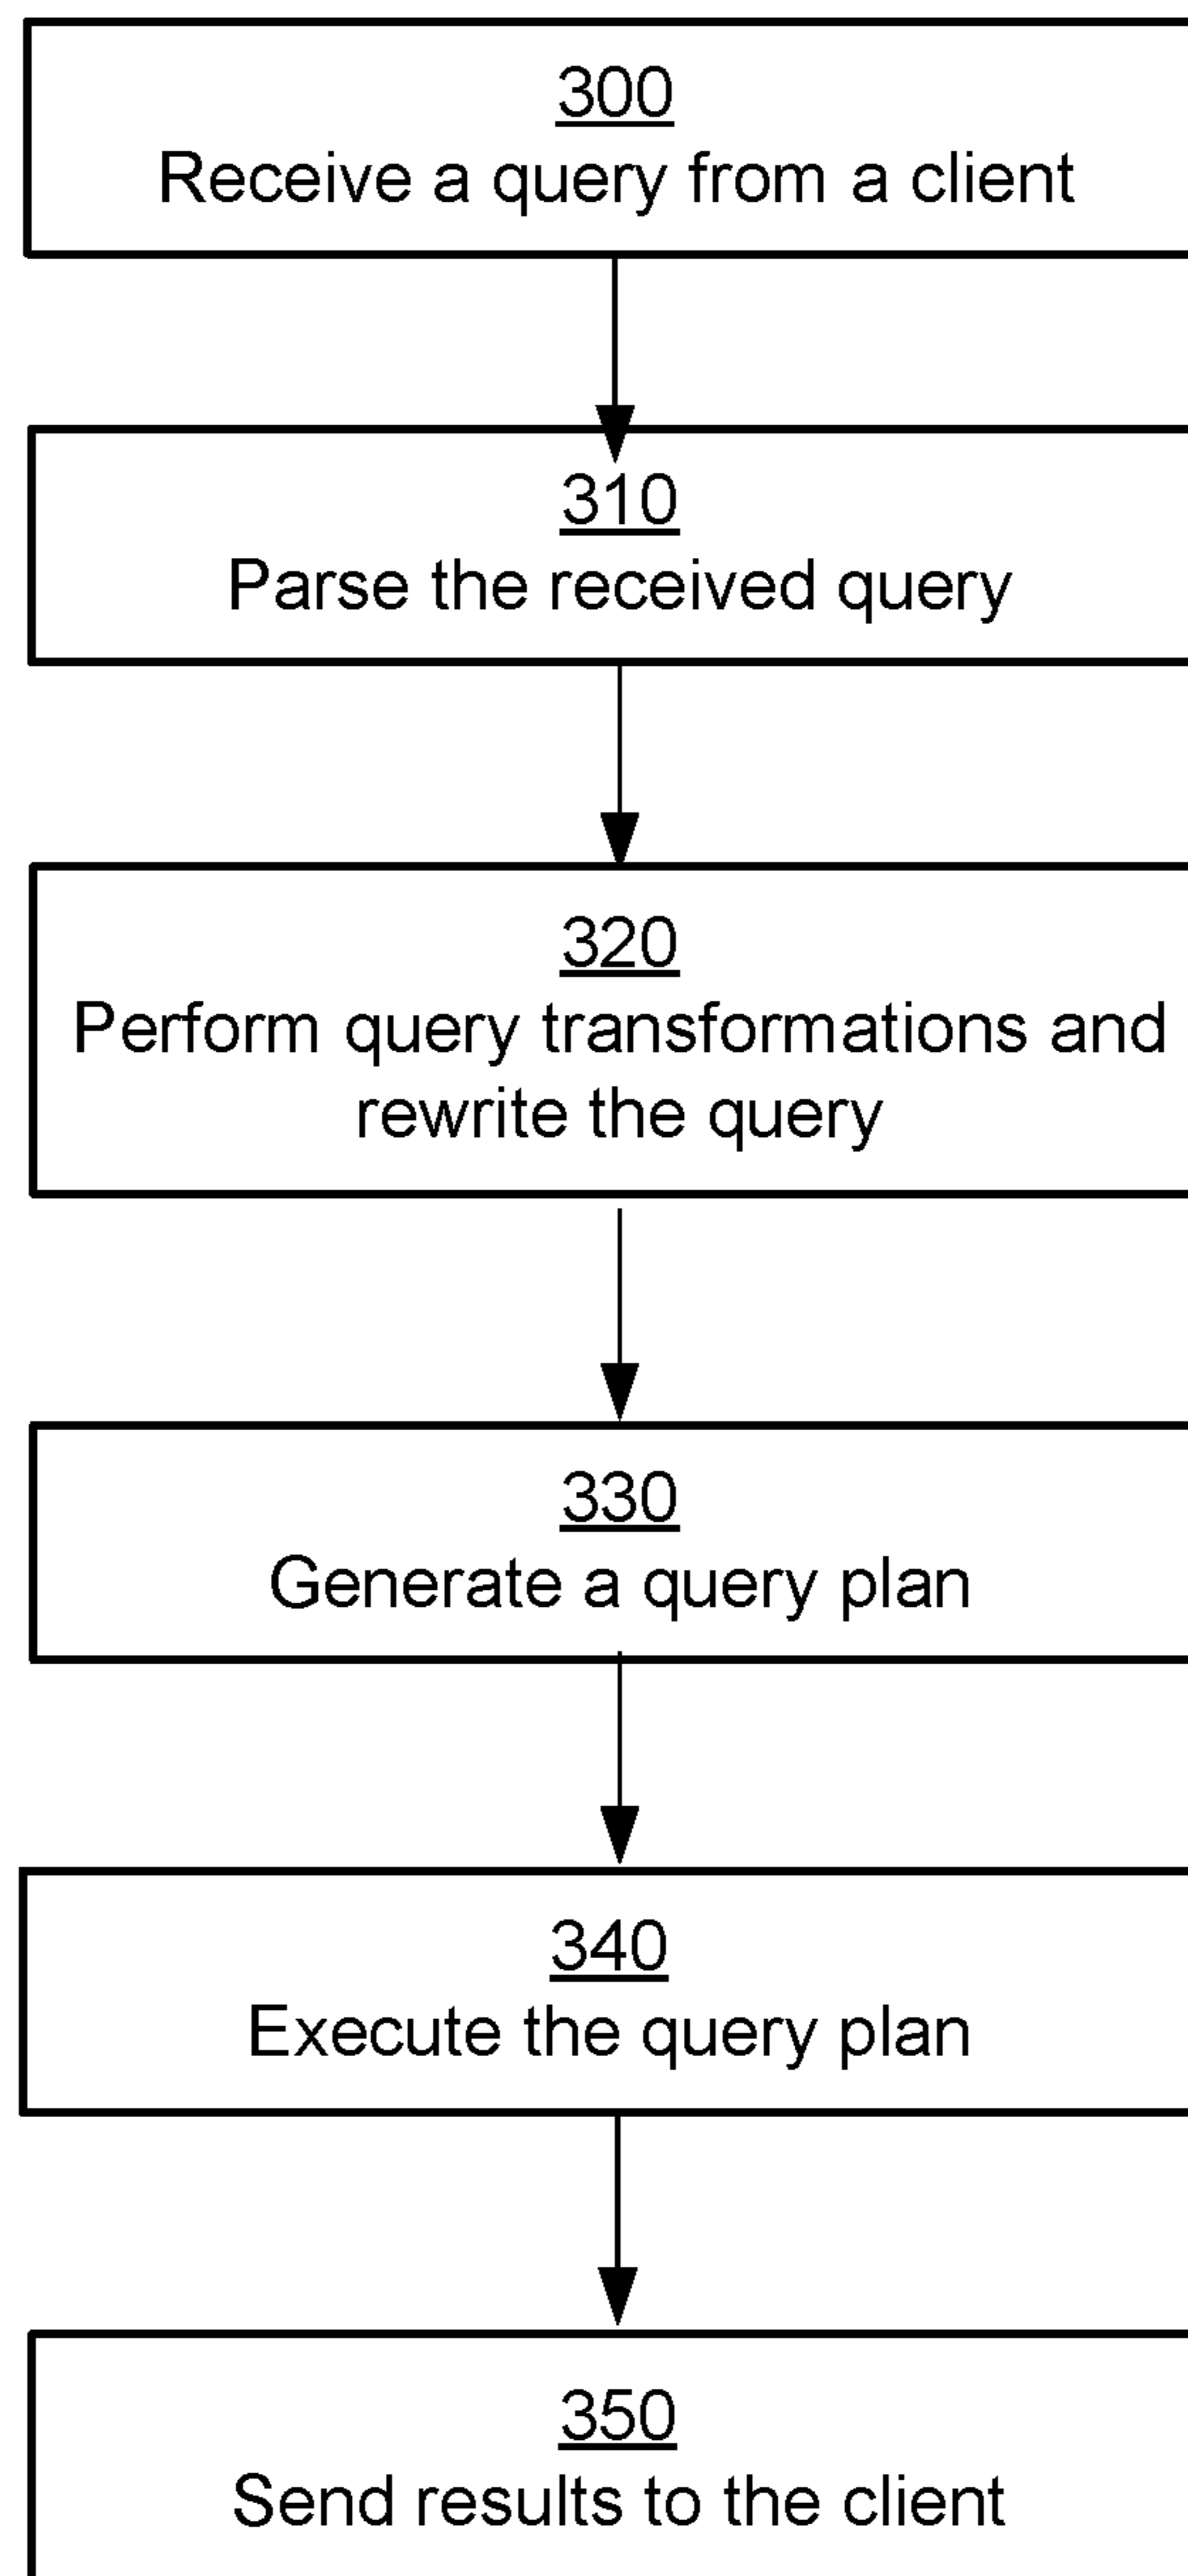 300
Receive a query from a client
310
Parse the received query
320
Perform query transformations and
rewrite the query
330
Generate a query plan
340
Execute the query plan
350
Send results to the client